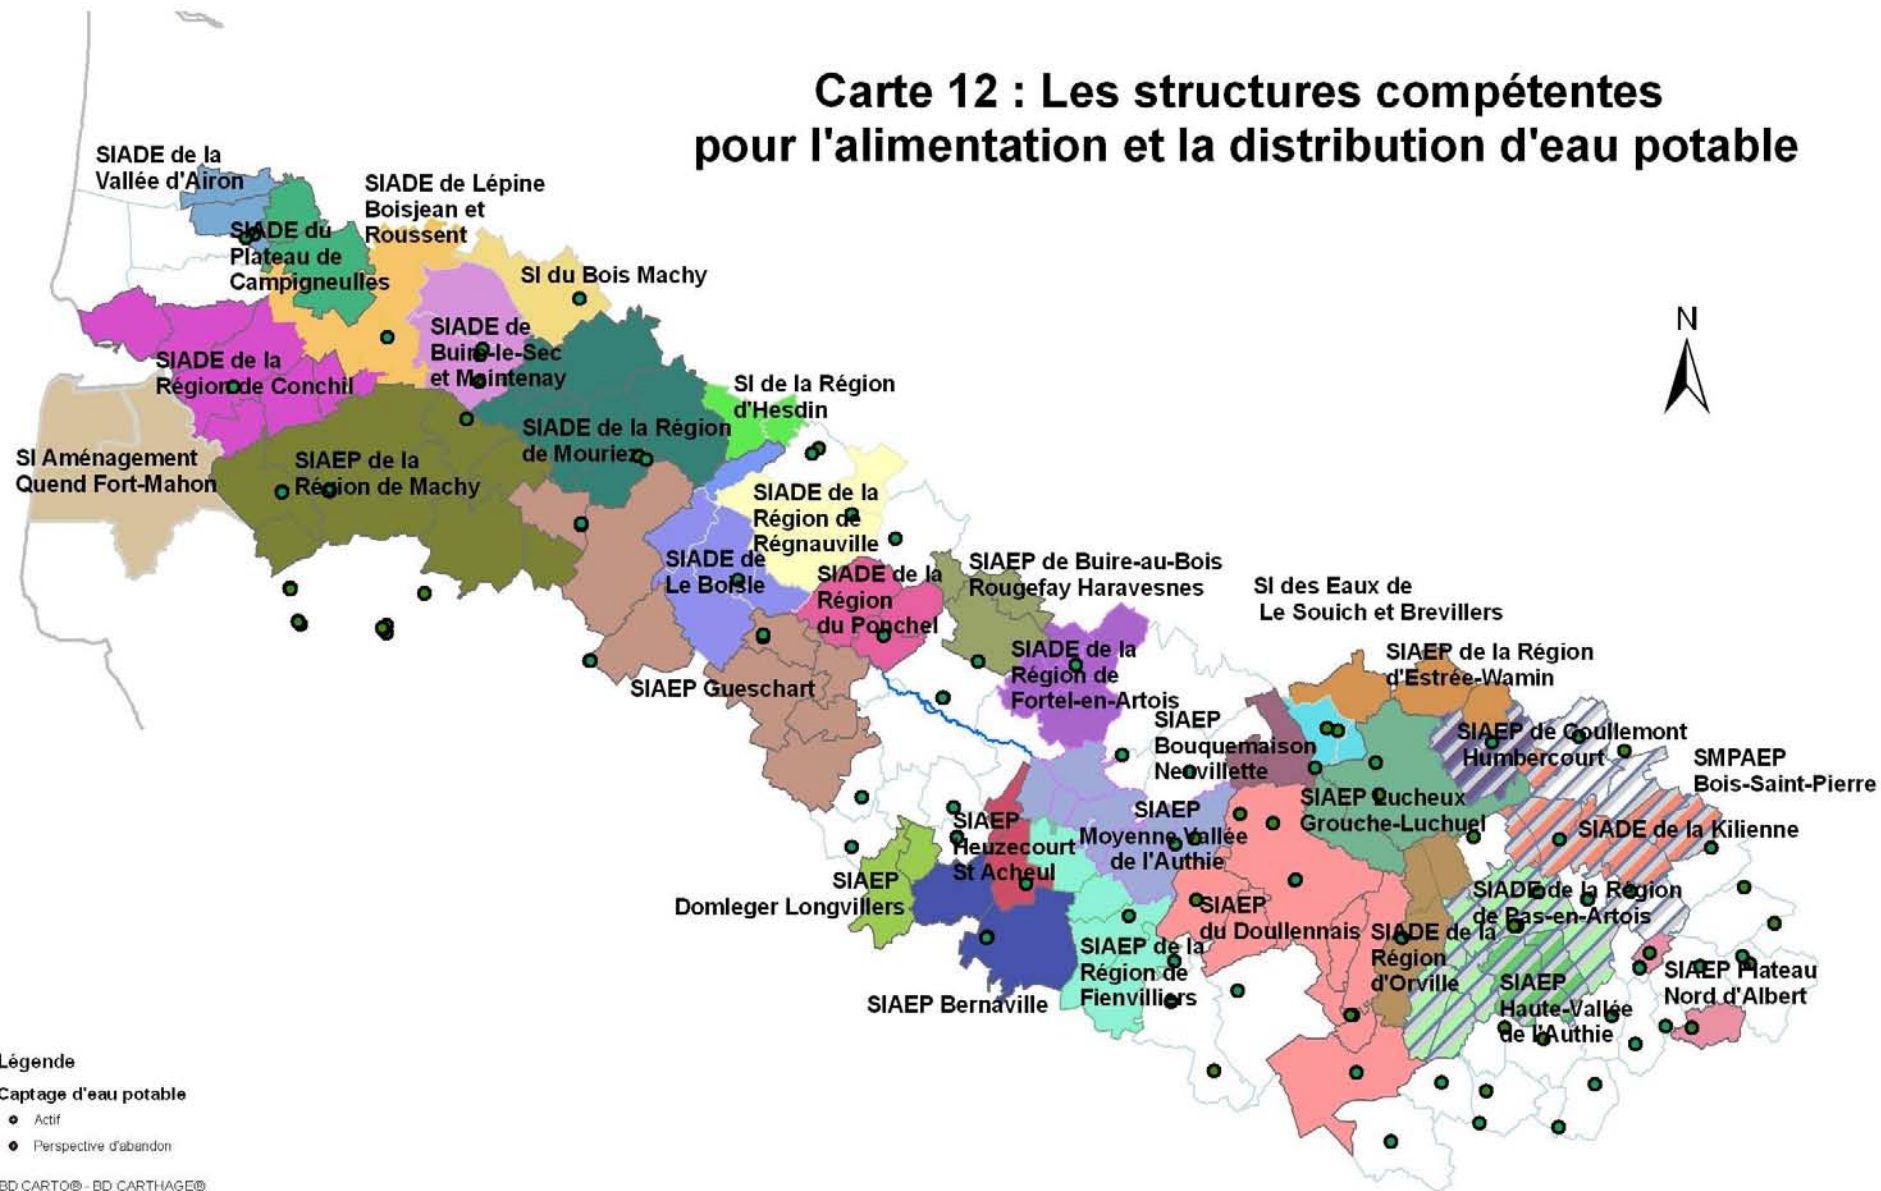 Carte 12 : Les structures compétentes
pour l'alimentation et la distribution d'eau potable
SIADE de la
Vallée d'Airon
SIADE de Lépine
Boisjean et
Roussent
SIADE du
Plateau de
Campigneulles
SI du Bois Machy
SIADE de
Buire-le-Sec
et Maintenay
SIADE de la
Région de Conchil
SI de la Région
d'Hesdin
SIADE de la Région
de Mouriez
SI Aménagement
Quend Fort-Mahon
SIAEP de la
Région de Machy
SIADE de la
Région de
Régnauville
SIADE de
Le Boisle
SIADE de la
Région
du Ponchel
SIAEP de Buire-au-Bois
Rougefay Haravesnes
SI des Eaux de
Le Souich et Brevillers
SIADE de la
Région de
Fortel-en-Artois
SIAEP de la Région
d'Estrée-Wamin
SIAEP Gueschart
SIAEP
Bouquemaison
Neuvillette
SIAEP de Coullemont
Humbercourt
SMPAEP
Bois-Saint-Pierre
SIAEP Lucheux
Grouche-Luchuel
SIADE de la Kilienne
SIAEP
Moyenne Vallée
de l'Authie
SIAEP
Heuzecourt
St Acheul
SIAEP
Domleger Longvillers
SIADE de la Région
de Pas-en-Artois
SIAEP
du Doullennais
SIADE de la
Région
d'Orville
SIAEP de la
Région de
Fienvilliers
SIAEP Bernaville
SIAEP
Haute-Vallée
de l'Authie
SIAEP Plateau
Nord d'Albert
N
Légende
Captage d'eau potable
Actif
Perspective d'abandon
BD CARTO® - BD CARTHAGE®